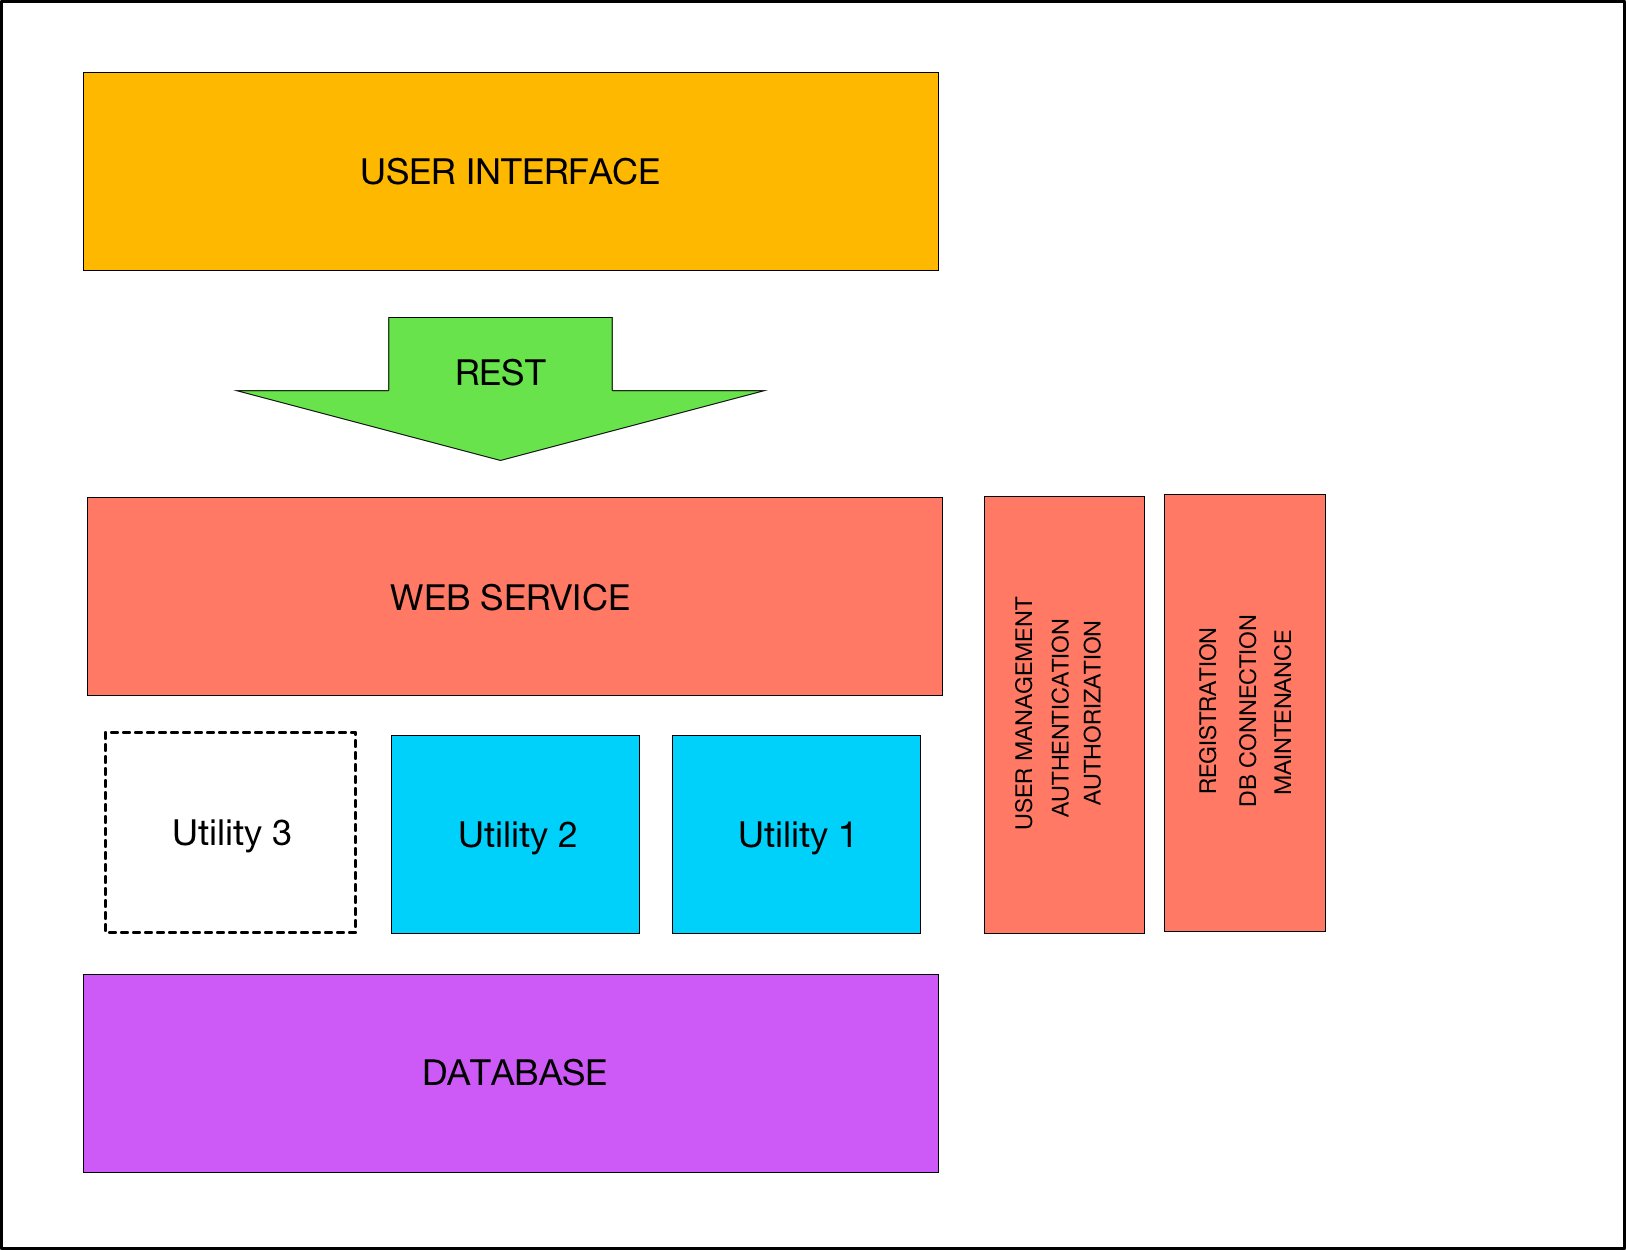 USER INTERFACE
REST
WEB SERVICE
USER MANAGEMENT
AUTHENTICATION
AUTHORIZATION
REGISTRATION
DB CONNECTION
MAINTENANCE
Utility 3
Utility 2
Utility 1
DATABASE